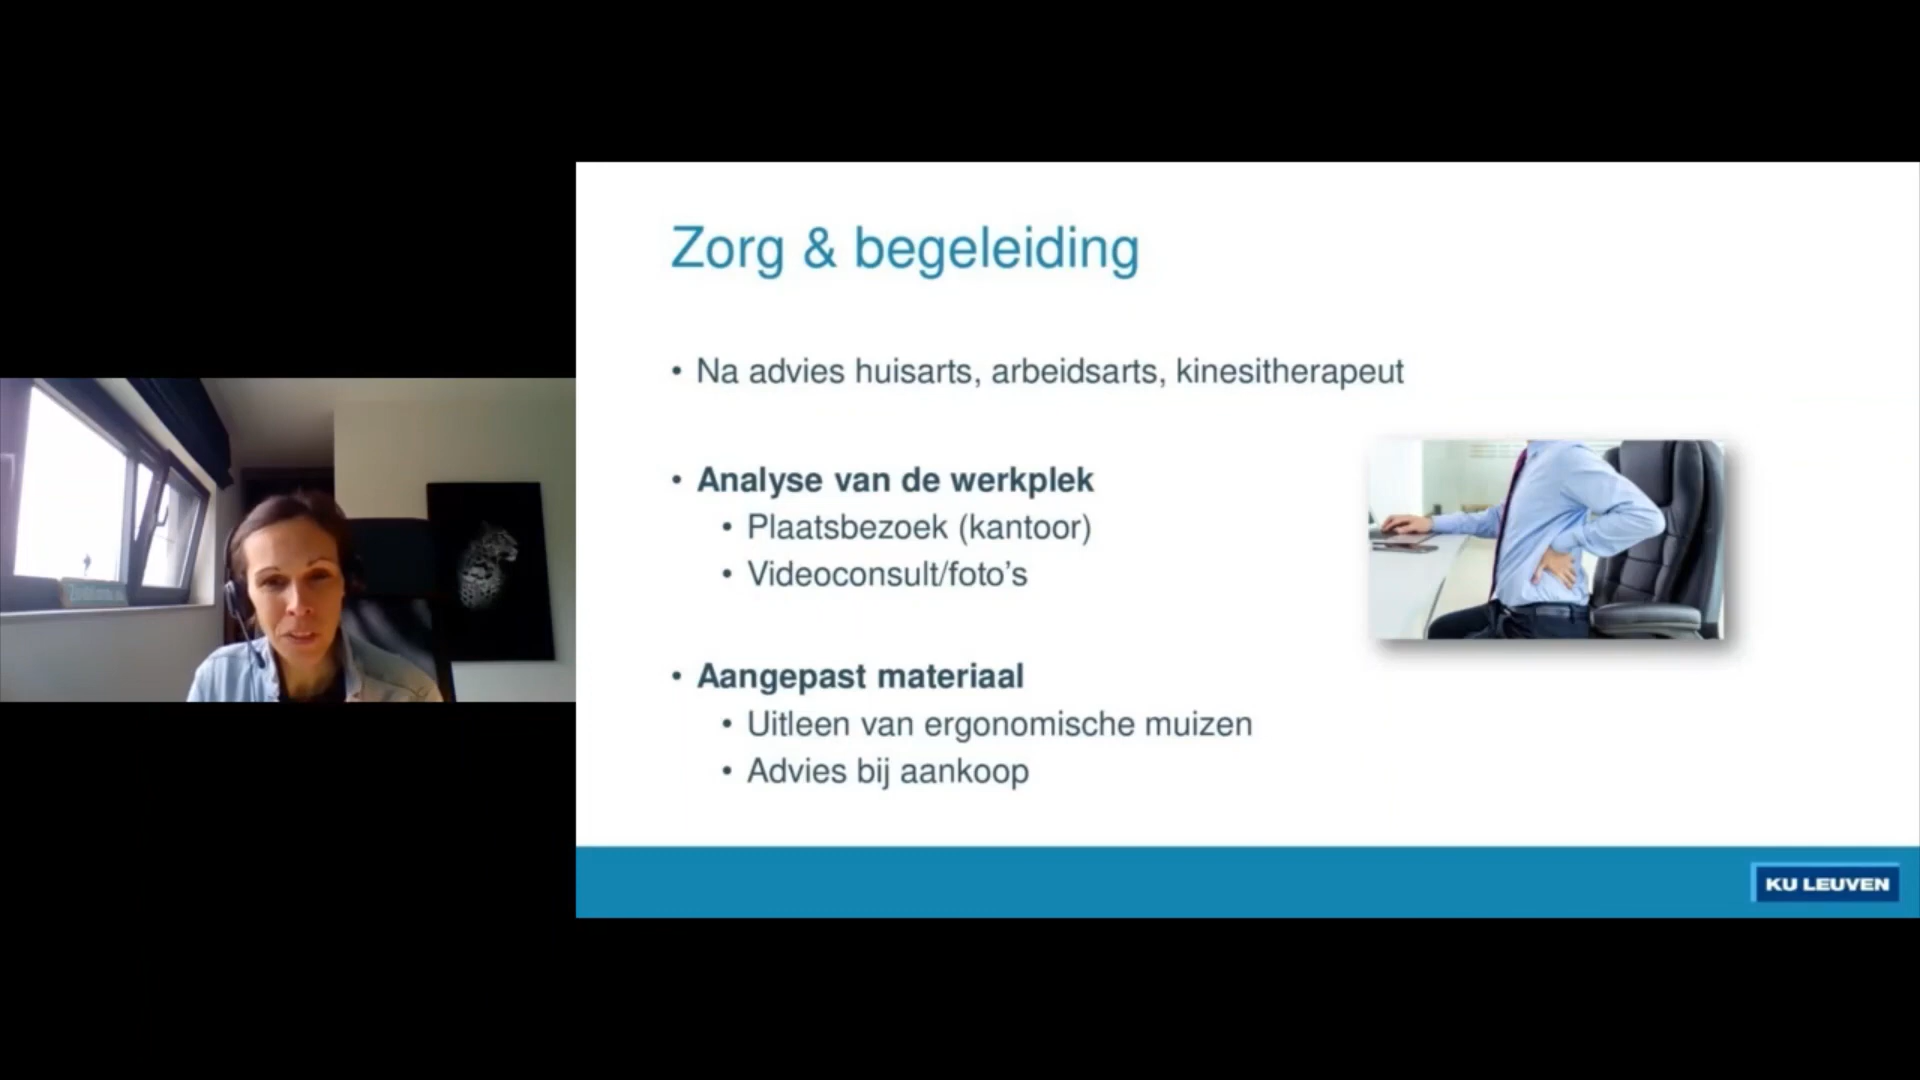 Zorg & begeleiding
• Na advies huisarts, arbeidsarts, kinesitherapeut
• Analyse van de werkplek
• Plaatsbezoek (kantoor)
• Videoconsult/foto's
• Aangepast materiaal
• Uitleen van ergonomische muizen
• Advies bij aankoop
KU LEUVEN